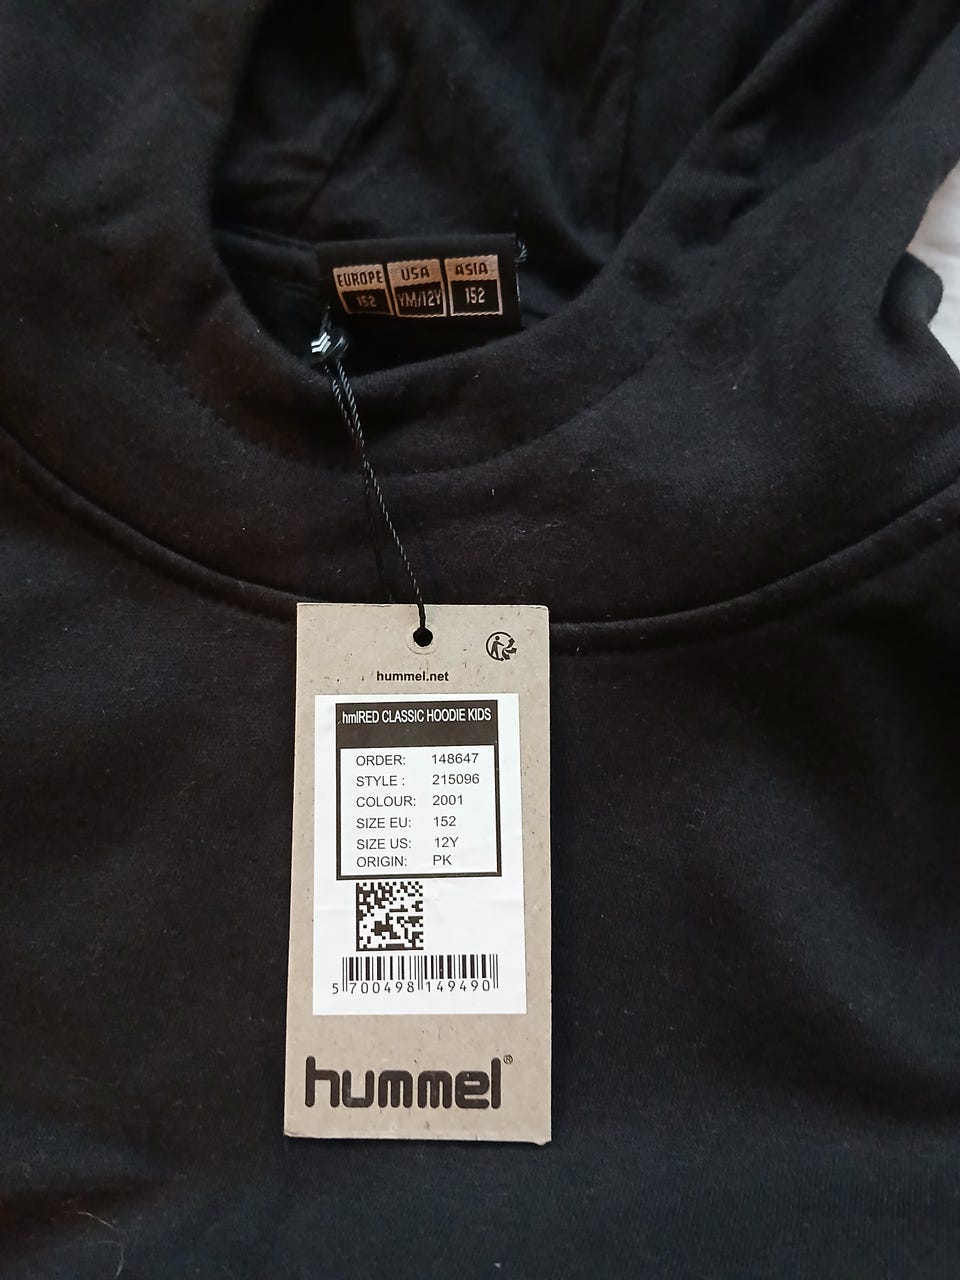 EUROPE USA ASIA
152 YM/12Y 152
hummel.net
hmlRED CLASSIC HOODIE KIDS
ORDER: 148647
STYLE : 215096
COLOUR: 2001
SIZE EU: 152
SIZE US: 12Y
ORIGIN: PK
5 700498 149490
hummel®